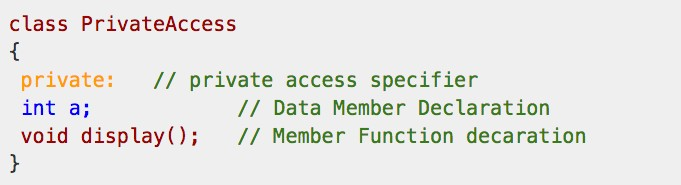 class PrivateAccess
{
private:   // private access specifier
int a;            // Data Member Declaration
void display();   // Member Function decaration
}